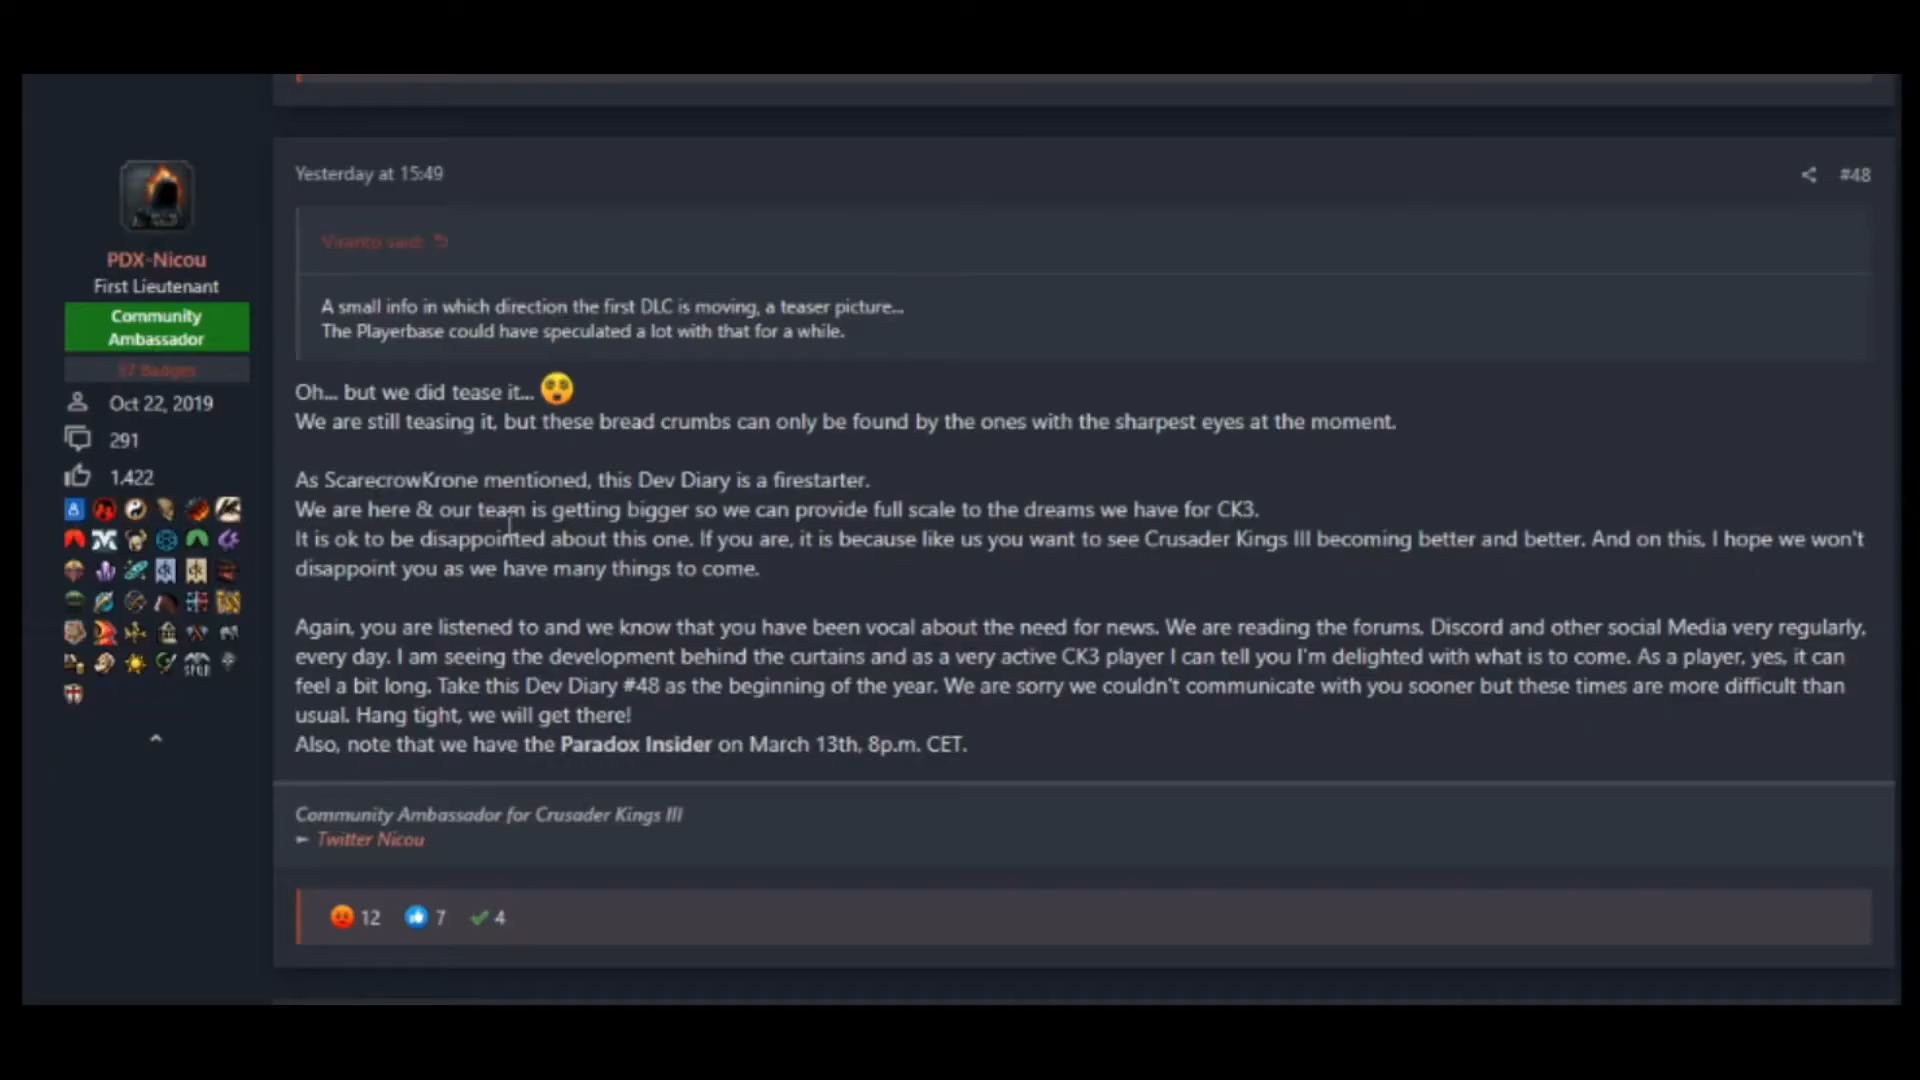 Yesterday at 15:49
#48
PDX-Nicou
First Lieutenant
Community
Ambassador
37 Badges
Oct 22, 2019
291
1.422
Viranto said:
A small info in which direction the first DLC is moving, a teaser picture...
The Playerbase could have speculated a lot with that for a while.
Oh... but we did tease it...
We are still teasing it, but these bread crumbs can only be found by the ones with the sharpest eyes at the moment.
As ScarecrowKrone mentioned, this Dev Diary is a firestarter.
We are here & our team is getting bigger so we can provide full scale to the dreams we have for CK3.
It is ok to be disappointed about this one. If you are, it is because like us you want to see Crusader Kings III becoming better and better. And on this, I hope we won't
disappoint you as we have many things to come.
Again, you are listened to and we know that you have been vocal about the need for news. We are reading the forums, Discord and other social Media very regularly,
every day. I am seeing the development behind the curtains and as a very active CK3 player I can tell you I'm delighted with what is to come. As a player, yes, it can
feel a bit long. Take this Dev Diary #48 as the beginning of the year. We are sorry we couldn't communicate with you sooner but these times are more difficult than
usual. Hang tight, we will get there!
Also, note that we have the Paradox Insider on March 13th, 8p.m. CET.
Community Ambassador for Crusader Kings III
► Twitter Nicou
12
7
4